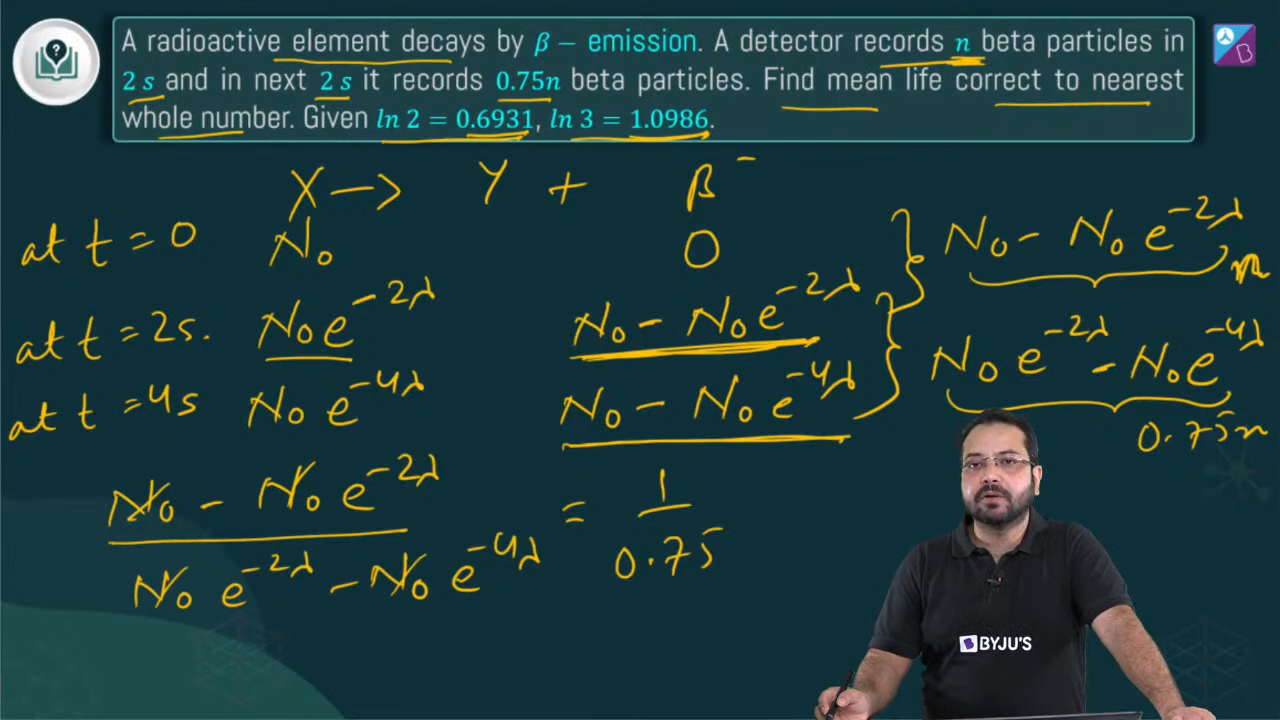 A radioactive element decays by β − emission. A detector records n beta particles in
2 s and in next 2 s it records 0.75n beta particles. Find mean life correct to nearest
whole number. Given ln 2 = 0.6931, ln 3 = 1.0986.
B
X → Y + β⁻
at t = 0 N₀ 0
N₀ − N₀e^(−2λ)
n
at t = 2s. N₀e^(−2λ) N₀ − N₀e^(−2λ)
N₀e^(−2λ) − N₀e^(−4λ)
0.75n
at t = 4s N₀e^(−4λ) N₀ − N₀e^(−4λ)
N₀ − N₀e^(−2λ) / N₀e^(−2λ) − N₀e^(−4λ) = 1 / 0.75
BYJU'S